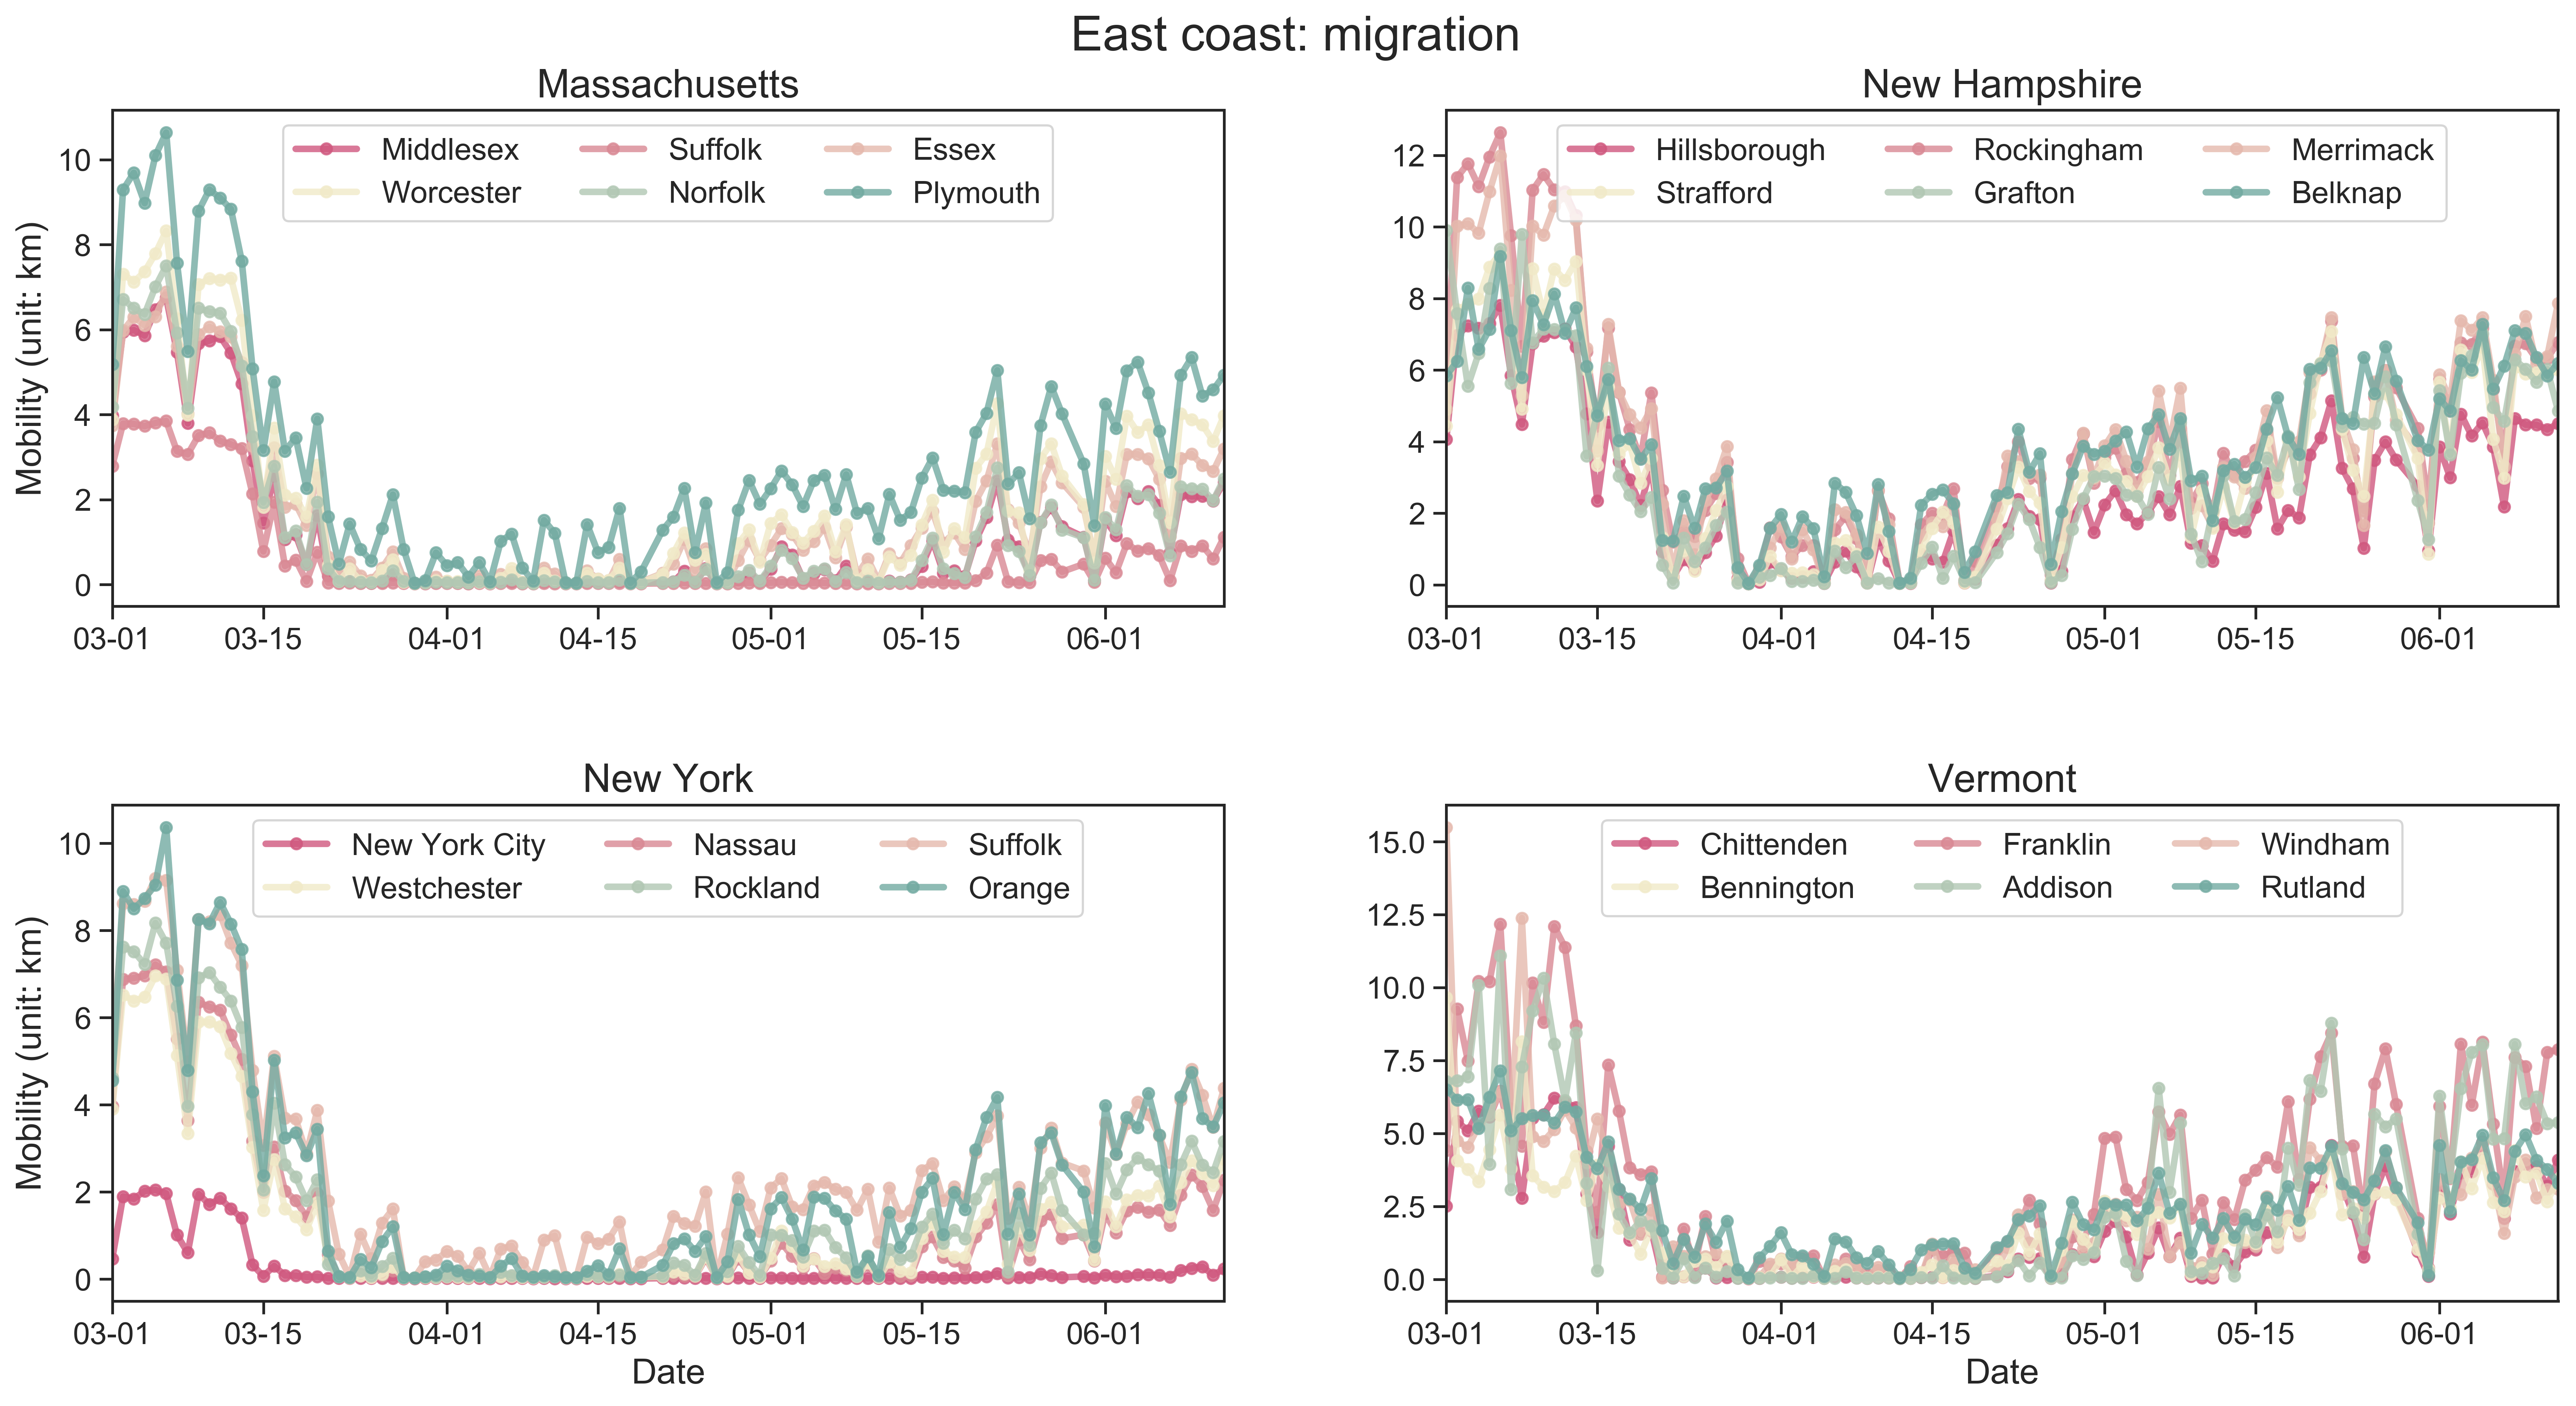 East coast: migration
Massachusetts
Mobility (unit: km)
10
8
6
4
2
0
Middlesex Suffolk Essex
Worcester Norfolk Plymouth
03-01 03-15 04-01 04-15 05-01 05-15 06-01
New Hampshire
12
10
8
6
4
2
0
Hillsborough Rockingham Merrimack
Strafford Grafton Belknap
03-01 03-15 04-01 04-15 05-01 05-15 06-01
New York
Mobility (unit: km)
10
8
6
4
2
0
New York City Nassau Suffolk
Westchester Rockland Orange
03-01 03-15 04-01 04-15 05-01 05-15 06-01
Date
Vermont
15.0
12.5
10.0
7.5
5.0
2.5
0.0
Chittenden Franklin Windham
Bennington Addison Rutland
03-01 03-15 04-01 04-15 05-01 05-15 06-01
Date